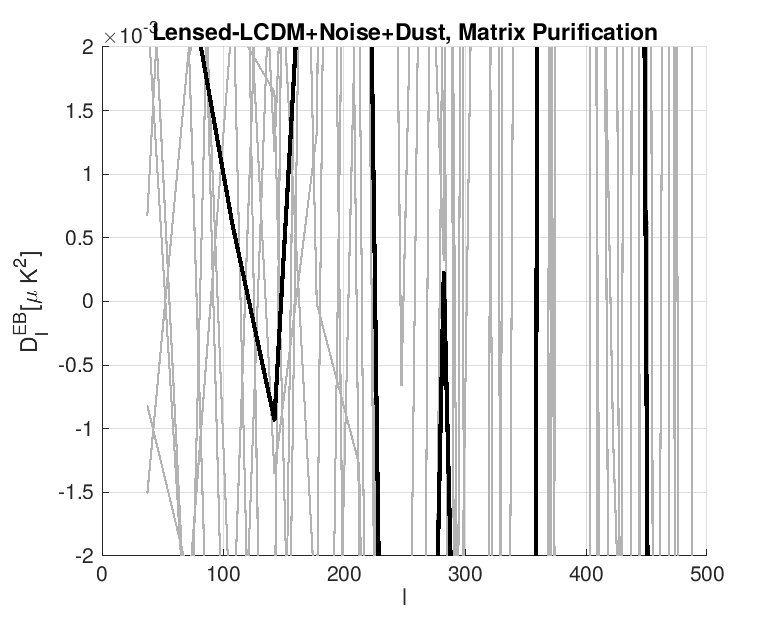 ×10⁻³
Lensed-LCDM+Noise+Dust, Matrix Purification
2
1.5
1
0.5
0
-0.5
-1
-1.5
-2
D_l^EB[μ K²]
0 100 200 300 400 500
l